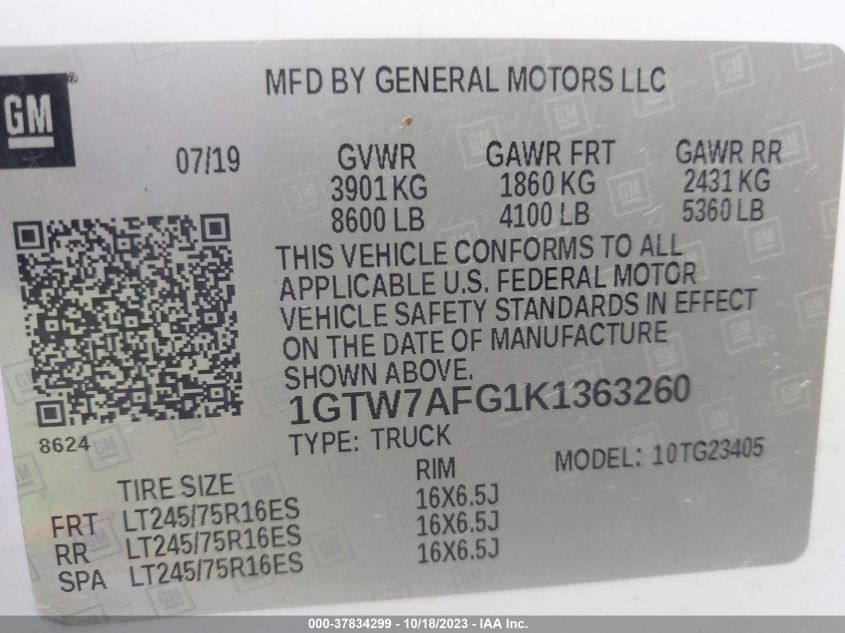 MFD BY GENERAL MOTORS LLC
GM
®
07/19
GVWR GAWR FRT GAWR RR
3901 KG 1860 KG 2431 KG
8600 LB 4100 LB 5360 LB
THIS VEHICLE CONFORMS TO ALL
APPLICABLE U.S. FEDERAL MOTOR
VEHICLE SAFETY STANDARDS IN EFFECT
ON THE DATE OF MANUFACTURE
SHOWN ABOVE.
1GTW7AFG1K1363260
8624
TYPE: TRUCK
MODEL: 10TG23405
TIRE SIZE RIM
FRT LT245/75R16ES 16X6.5J
RR LT245/75R16ES 16X6.5J
SPA LT245/75R16ES 16X6.5J
000-37834299 - 10/18/2023 - IAA Inc.